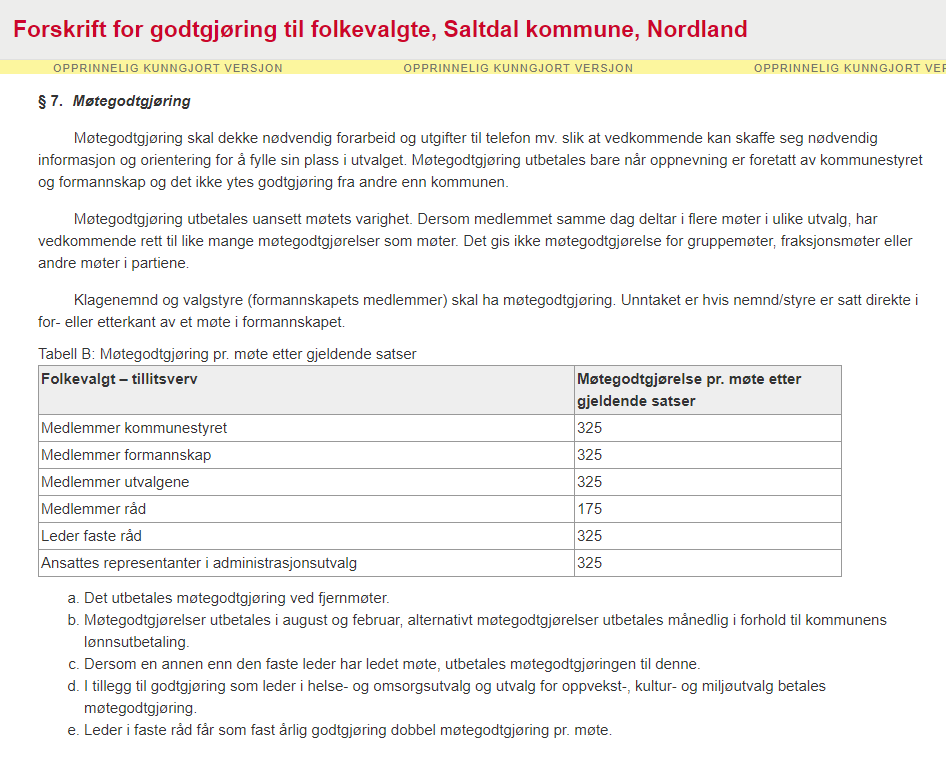 Forskrift for godtgjøring til folkevalgte, Saltdal kommune, Nordland
OPPRINNELIG KUNNGJORT VERSJON OPPRINNELIG KUNNGJORT VERSJON OPPRINNELIG KUNNGJORT VER
§ 7. Møtegodtgjøring
Møtegodtgjøring skal dekke nødvendig forarbeid og utgifter til telefon mv. slik at vedkommende kan skaffe seg nødvendig
informasjon og orientering for å fylle sin plass i utvalget. Møtegodtgjøring utbetales bare når oppnevning er foretatt av kommunestyret
og formannskap og det ikke ytes godtgjøring fra andre enn kommunen.
Møtegodtgjøring utbetales uansett møtets varighet. Dersom medlemmet samme dag deltar i flere møter i ulike utvalg, har
vedkommende rett til like mange møtegodtgjørelser som møter. Det gis ikke møtegodtgjørelse for gruppemøter, fraksjonsmøter eller
andre møter i partiene.
Klagenemnd og valgstyre (formannskapets medlemmer) skal ha møtegodtgjøring. Unntaket er hvis nemnd/styre er satt direkte i
for- eller etterkant av et møte i formannskapet.
Tabell B: Møtegodtgjøring pr. møte etter gjeldende satser
Folkevalgt – tillitsverv Møtegodtgjørelse pr. møte etter
gjeldende satser
Medlemmer kommunestyret 325
Medlemmer formannskap 325
Medlemmer utvalgene 325
Medlemmer råd 175
Leder faste råd 325
Ansattes representanter i administrasjonsutvalg 325
a. Det utbetales møtegodtgjøring ved fjernmøter.
b. Møtegodtgjørelser utbetales i august og februar, alternativt møtegodtgjørelser utbetales månedlig i forhold til kommunens
lønnsutbetaling.
c. Dersom en annen enn den faste leder har ledet møte, utbetales møtegodtgjøringen til denne.
d. I tillegg til godtgjøring som leder i helse- og omsorgsutvalg og utvalg for oppvekst-, kultur- og miljøutvalg betales
møtegodtgjøring.
e. Leder i faste råd får som fast årlig godtgjøring dobbel møtegodtgjøring pr. møte.